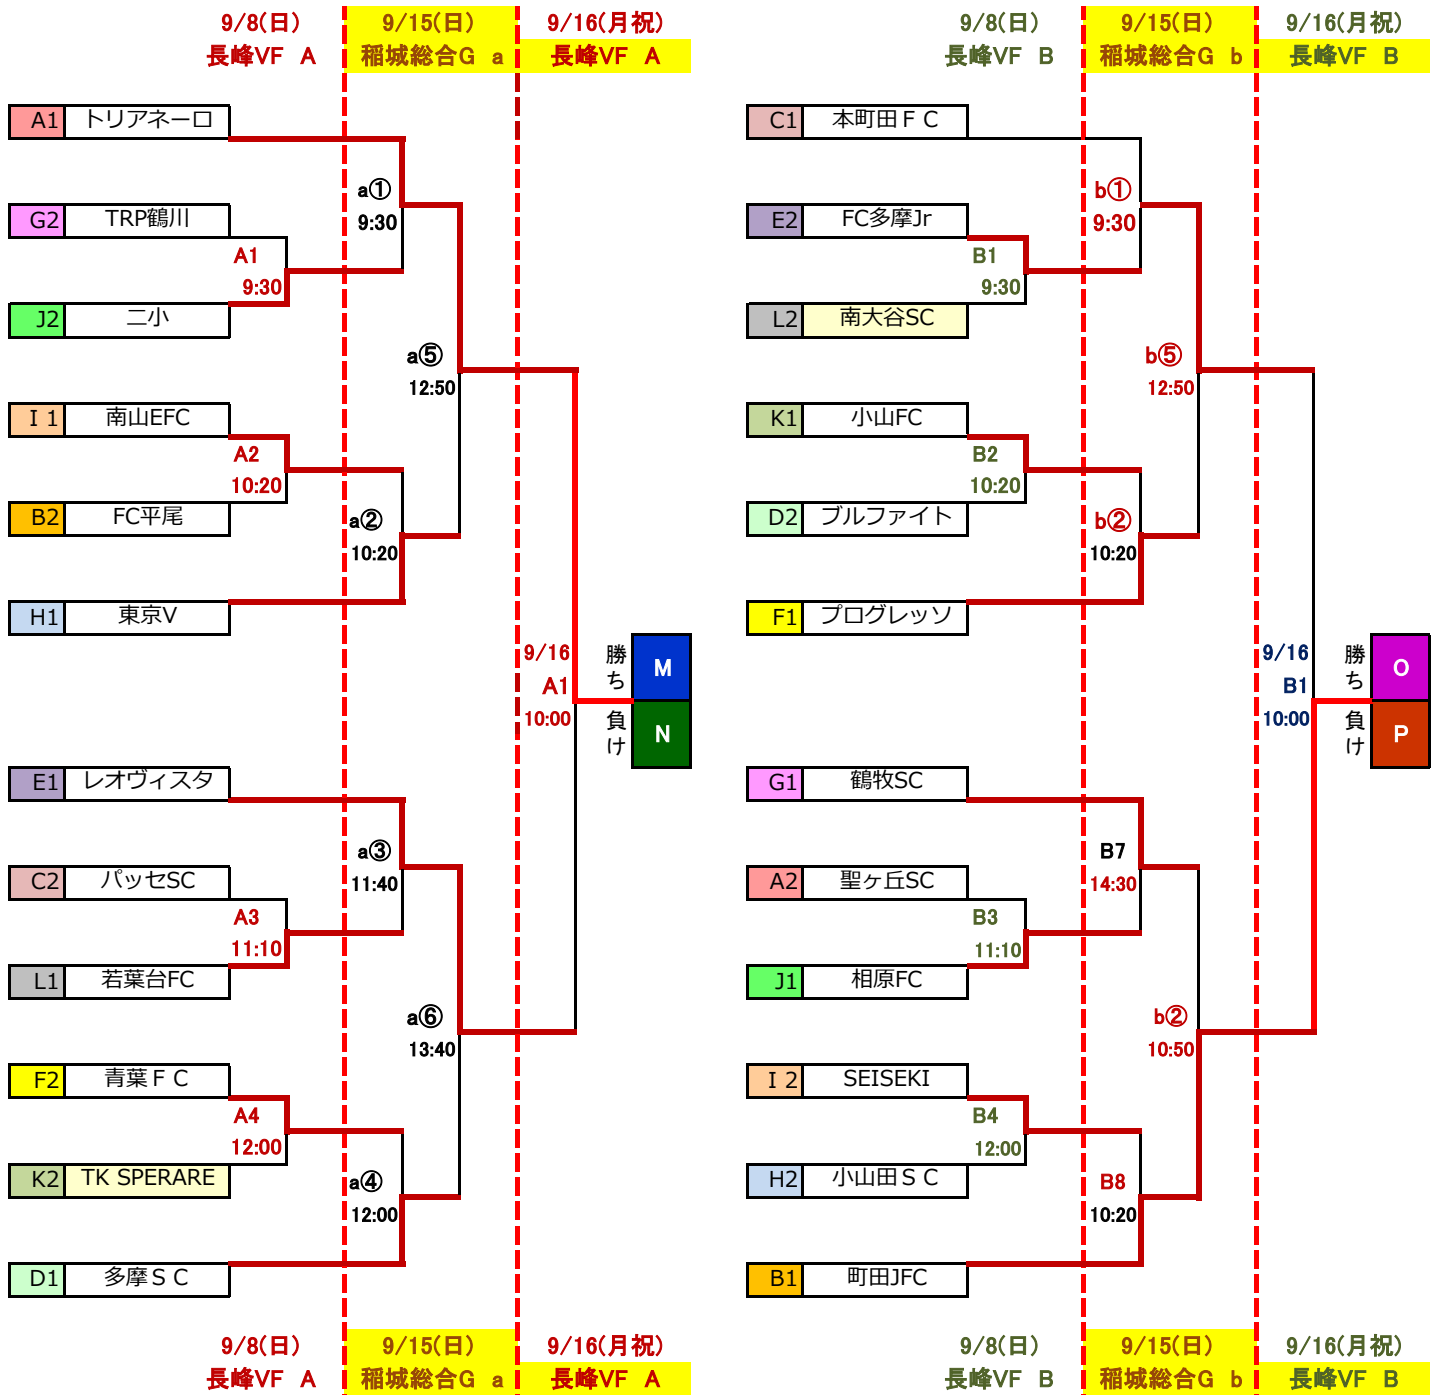 9/8(日)
長峰VF A
9/15(日)
稲城総合G a
9/16(月祝)
長峰VF A
A1 トリアネーロ
a①
9:30
G2 TRP鶴川
A1
9:30
J2 二小
a⑤
12:50
I 1 南山EFC
A2
10:20
B2 FC平尾
a②
10:20
H1 東京V
9/16
A1
10:00
勝ち
M
負け
N
E1 レオヴィスタ
a③
11:40
C2 パッセSC
A3
11:10
L1 若葉台FC
a⑥
13:40
F2 青葉ＦＣ
A4
12:00
K2 TK SPERARE
a④
12:00
D1 多摩ＳＣ
9/8(日)
長峰VF A
9/15(日)
稲城総合G a
9/16(月祝)
長峰VF A
9/8(日)
長峰VF B
9/15(日)
稲城総合G b
9/16(月祝)
長峰VF B
C1 本町田ＦＣ
b①
9:30
E2 FC多摩Jr
B1
9:30
L2 南大谷SC
b⑤
12:50
K1 小山FC
B2
10:20
D2 ブルファイト
b②
10:20
F1 プログレッソ
9/16
B1
10:00
勝ち
O
負け
P
G1 鶴牧SC
B7
14:30
A2 聖ヶ丘SC
B3
11:10
J1 相原FC
b②
10:50
I 2 SEISEKI
B4
12:00
H2 小山田ＳＣ
B8
10:20
B1 町田JFC
9/8(日)
長峰VF B
9/15(日)
稲城総合G b
9/16(月祝)
長峰VF B